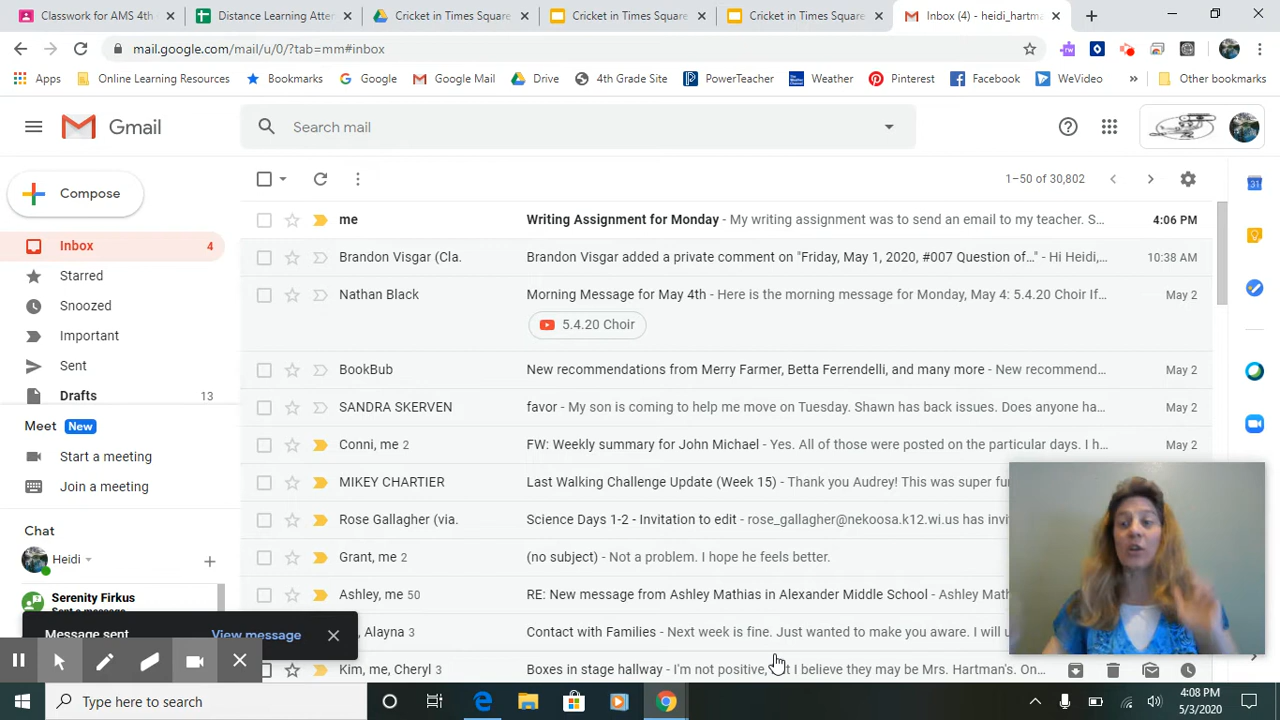 Classwork for AMS 4th
Distance Learning Atten
Cricket in Times Square
Cricket in Times Square
Cricket in Times Square
Inbox (4) - heidi_hartma
mail.google.com/mail/u/0/?tab=mm#inbox
Apps
Online Learning Resources
Bookmarks
Google
Google Mail
Drive
4th Grade Site
PowerTeacher
Weather
Pinterest
Facebook
WeVideo
Other bookmarks
Gmail
Search mail
Compose
1–50 of 30,802
Inbox 4
Starred
Snoozed
Important
Sent
Drafts 13
me Writing Assignment for Monday - My writing assignment was to send an email to my teacher. S... 4:06 PM
Brandon Visgar (Cla. Brandon Visgar added a private comment on "Friday, May 1, 2020, #007 Question of..." - Hi Heidi,... 10:38 AM
Nathan Black Morning Message for May 4th - Here is the morning message for Monday, May 4: 5.4.20 Choir If... May 2
5.4.20 Choir
BookBub New recommendations from Merry Farmer, Betta Ferrendelli, and many more - New recommend... May 2
SANDRA SKERVEN favor - My son is coming to help me move on Tuesday. Shawn has back issues. Does anyone ha... May 2
Conni, me 2 FW: Weekly summary for John Michael - Yes. All of those were posted on the particular days. I h... May 2
MIKEY CHARTIER Last Walking Challenge Update (Week 15) - Thank you Audrey! This was super fu
Rose Gallagher (via. Science Days 1-2 - Invitation to edit - rose_gallagher@nekoosa.k12.wi.us has invi
Grant, me 2 (no subject) - Not a problem. I hope he feels better.
Ashley, me 50 RE: New message from Ashley Mathias in Alexander Middle School - Ashley Math
, Alayna 3 Contact with Families - Next week is fine. Just wanted to make you aware. I will u
Kim, me, Cheryl 3 Boxes in stage hallway - I'm not positive, but I believe they may be Mrs. Hartman's. On...
Meet New
Start a meeting
Join a meeting
Chat
Heidi
Serenity Firkus
Message sent View message
Type here to search
4:08 PM
5/3/2020